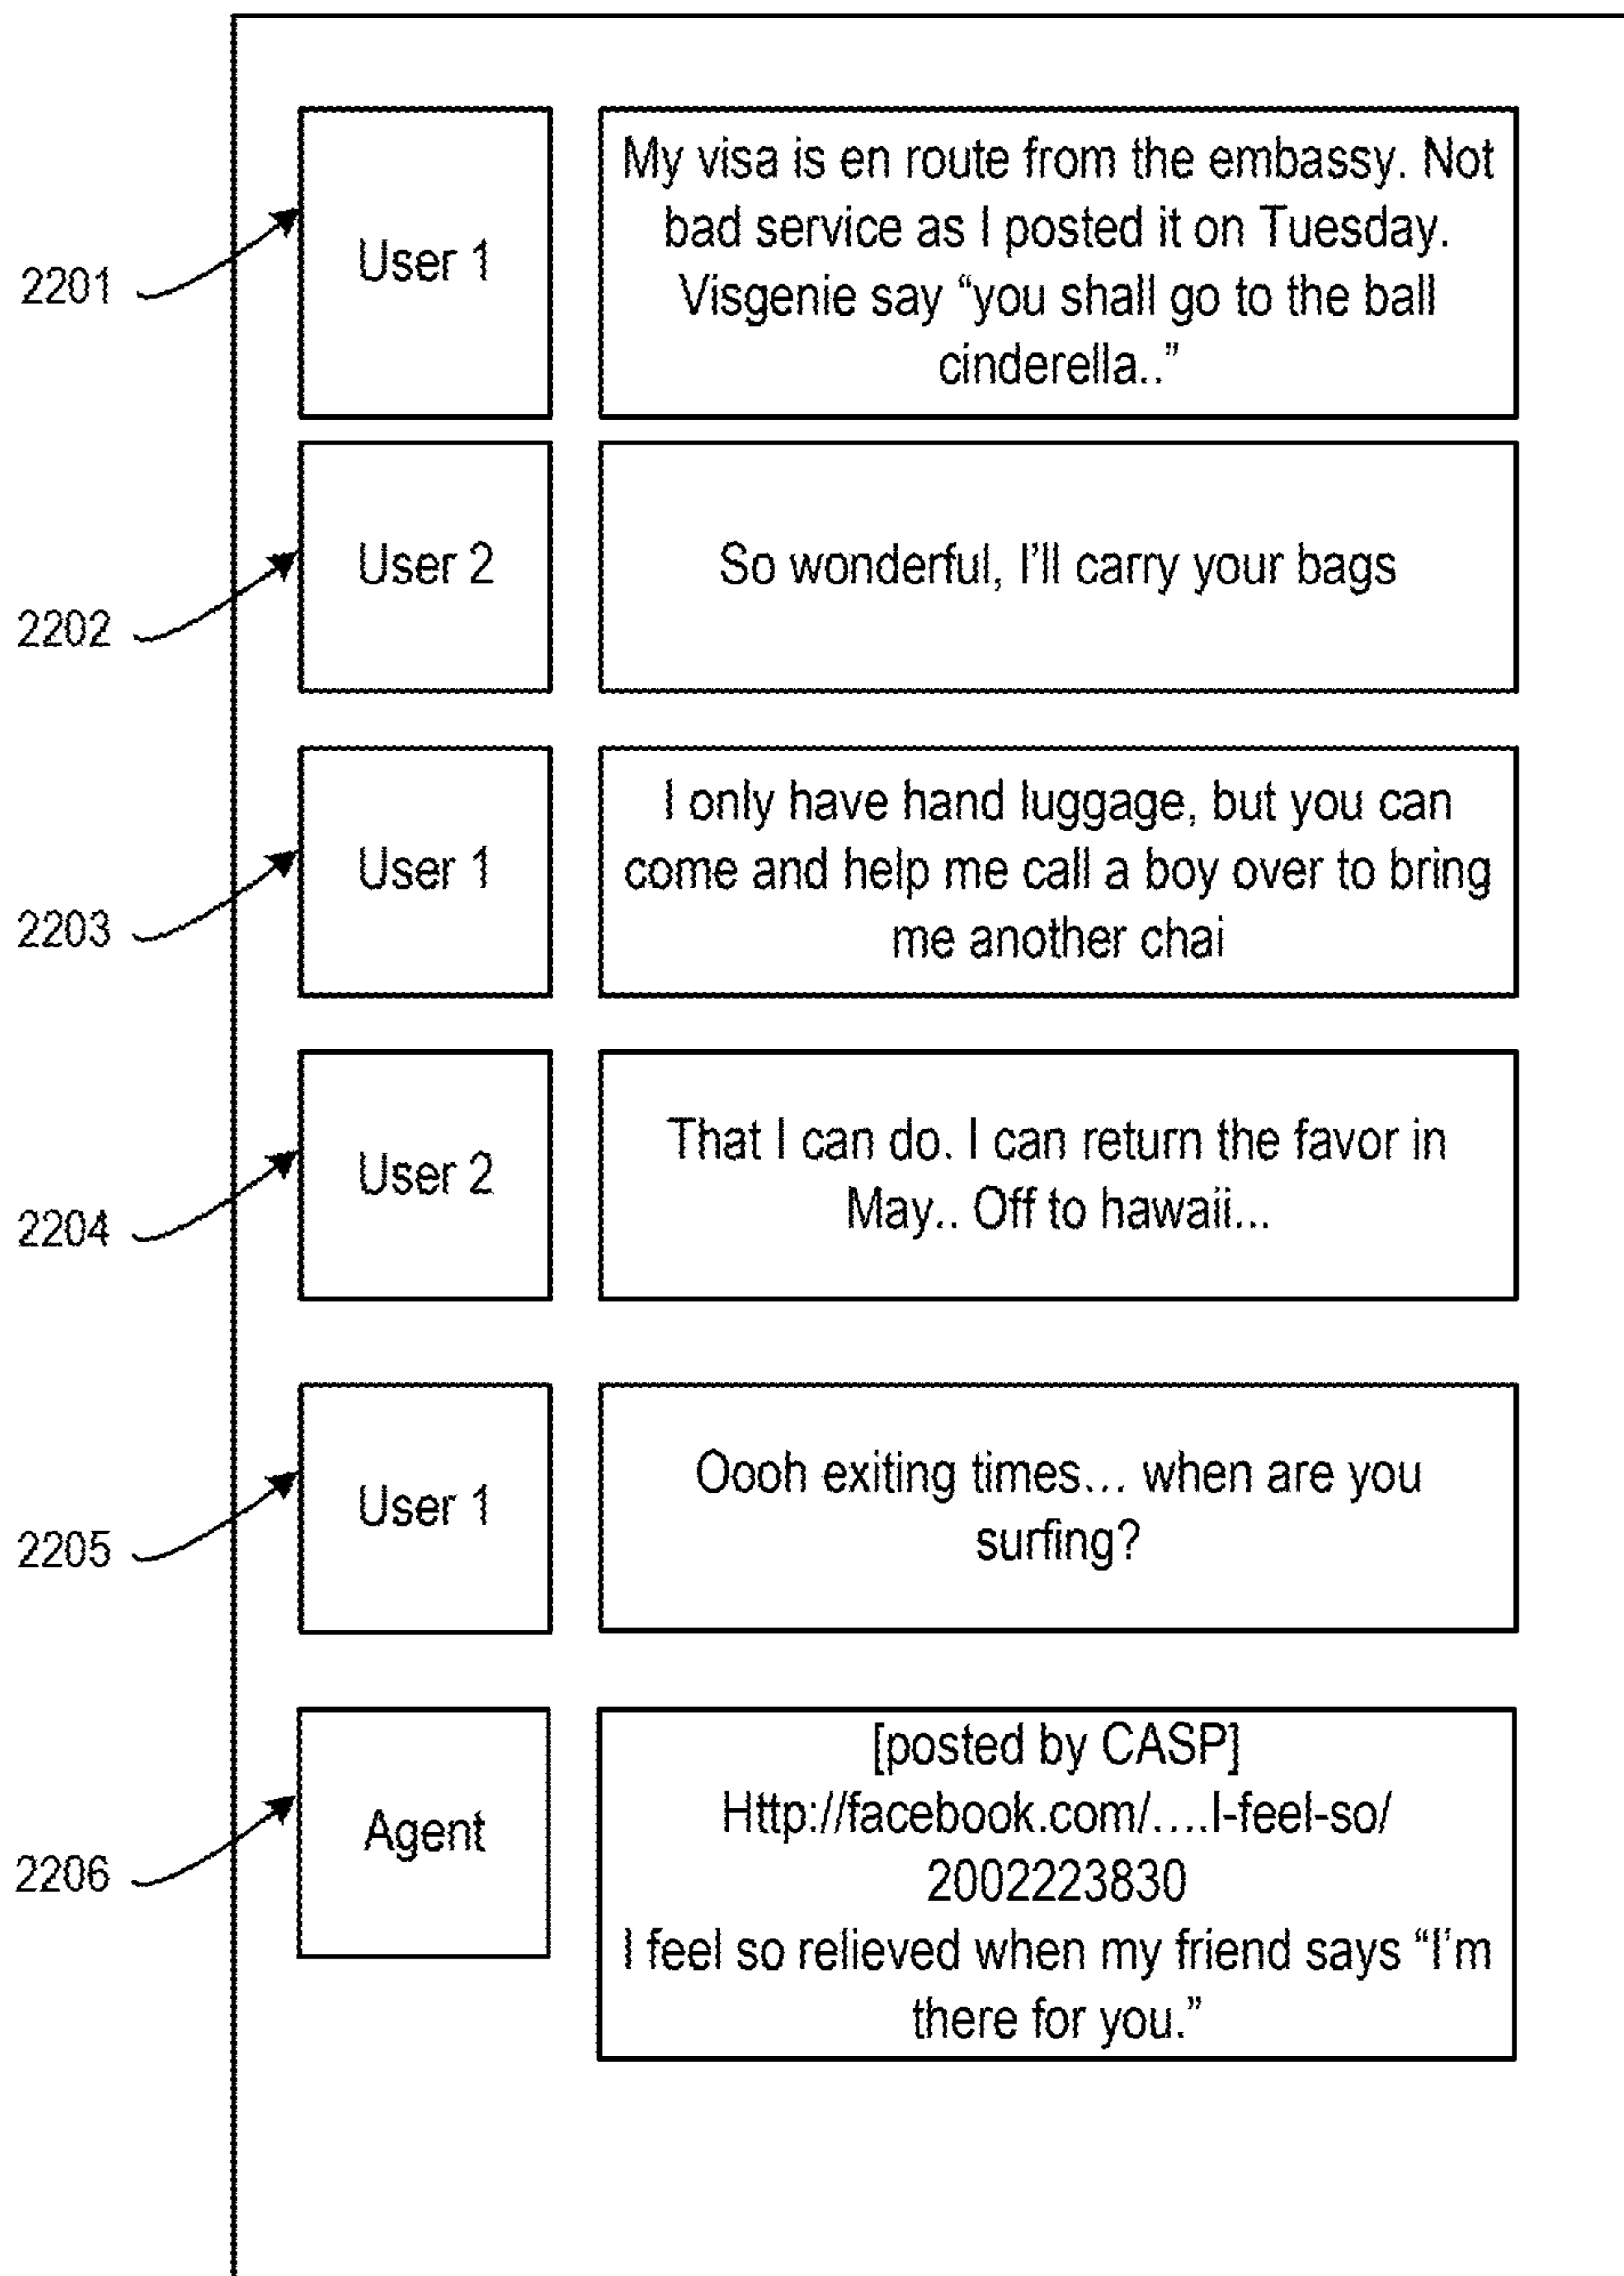 2201
User 1
My visa is en route from the embassy. Not
bad service as I posted it on Tuesday.
Visgenie say “you shall go to the ball
cinderella..”
2202
User 2
So wonderful, I’ll carry your bags
2203
User 1
I only have hand luggage, but you can
come and help me call a boy over to bring
me another chai
2204
User 2
That I can do. I can return the favor in
May.. Off to hawaii...
2205
User 1
Oooh exiting times... when are you
surfing?
2206
Agent
[posted by CASP]
Http://facebook.com/....I-feel-so/
2002223830
I feel so relieved when my friend says “I’m
there for you.”